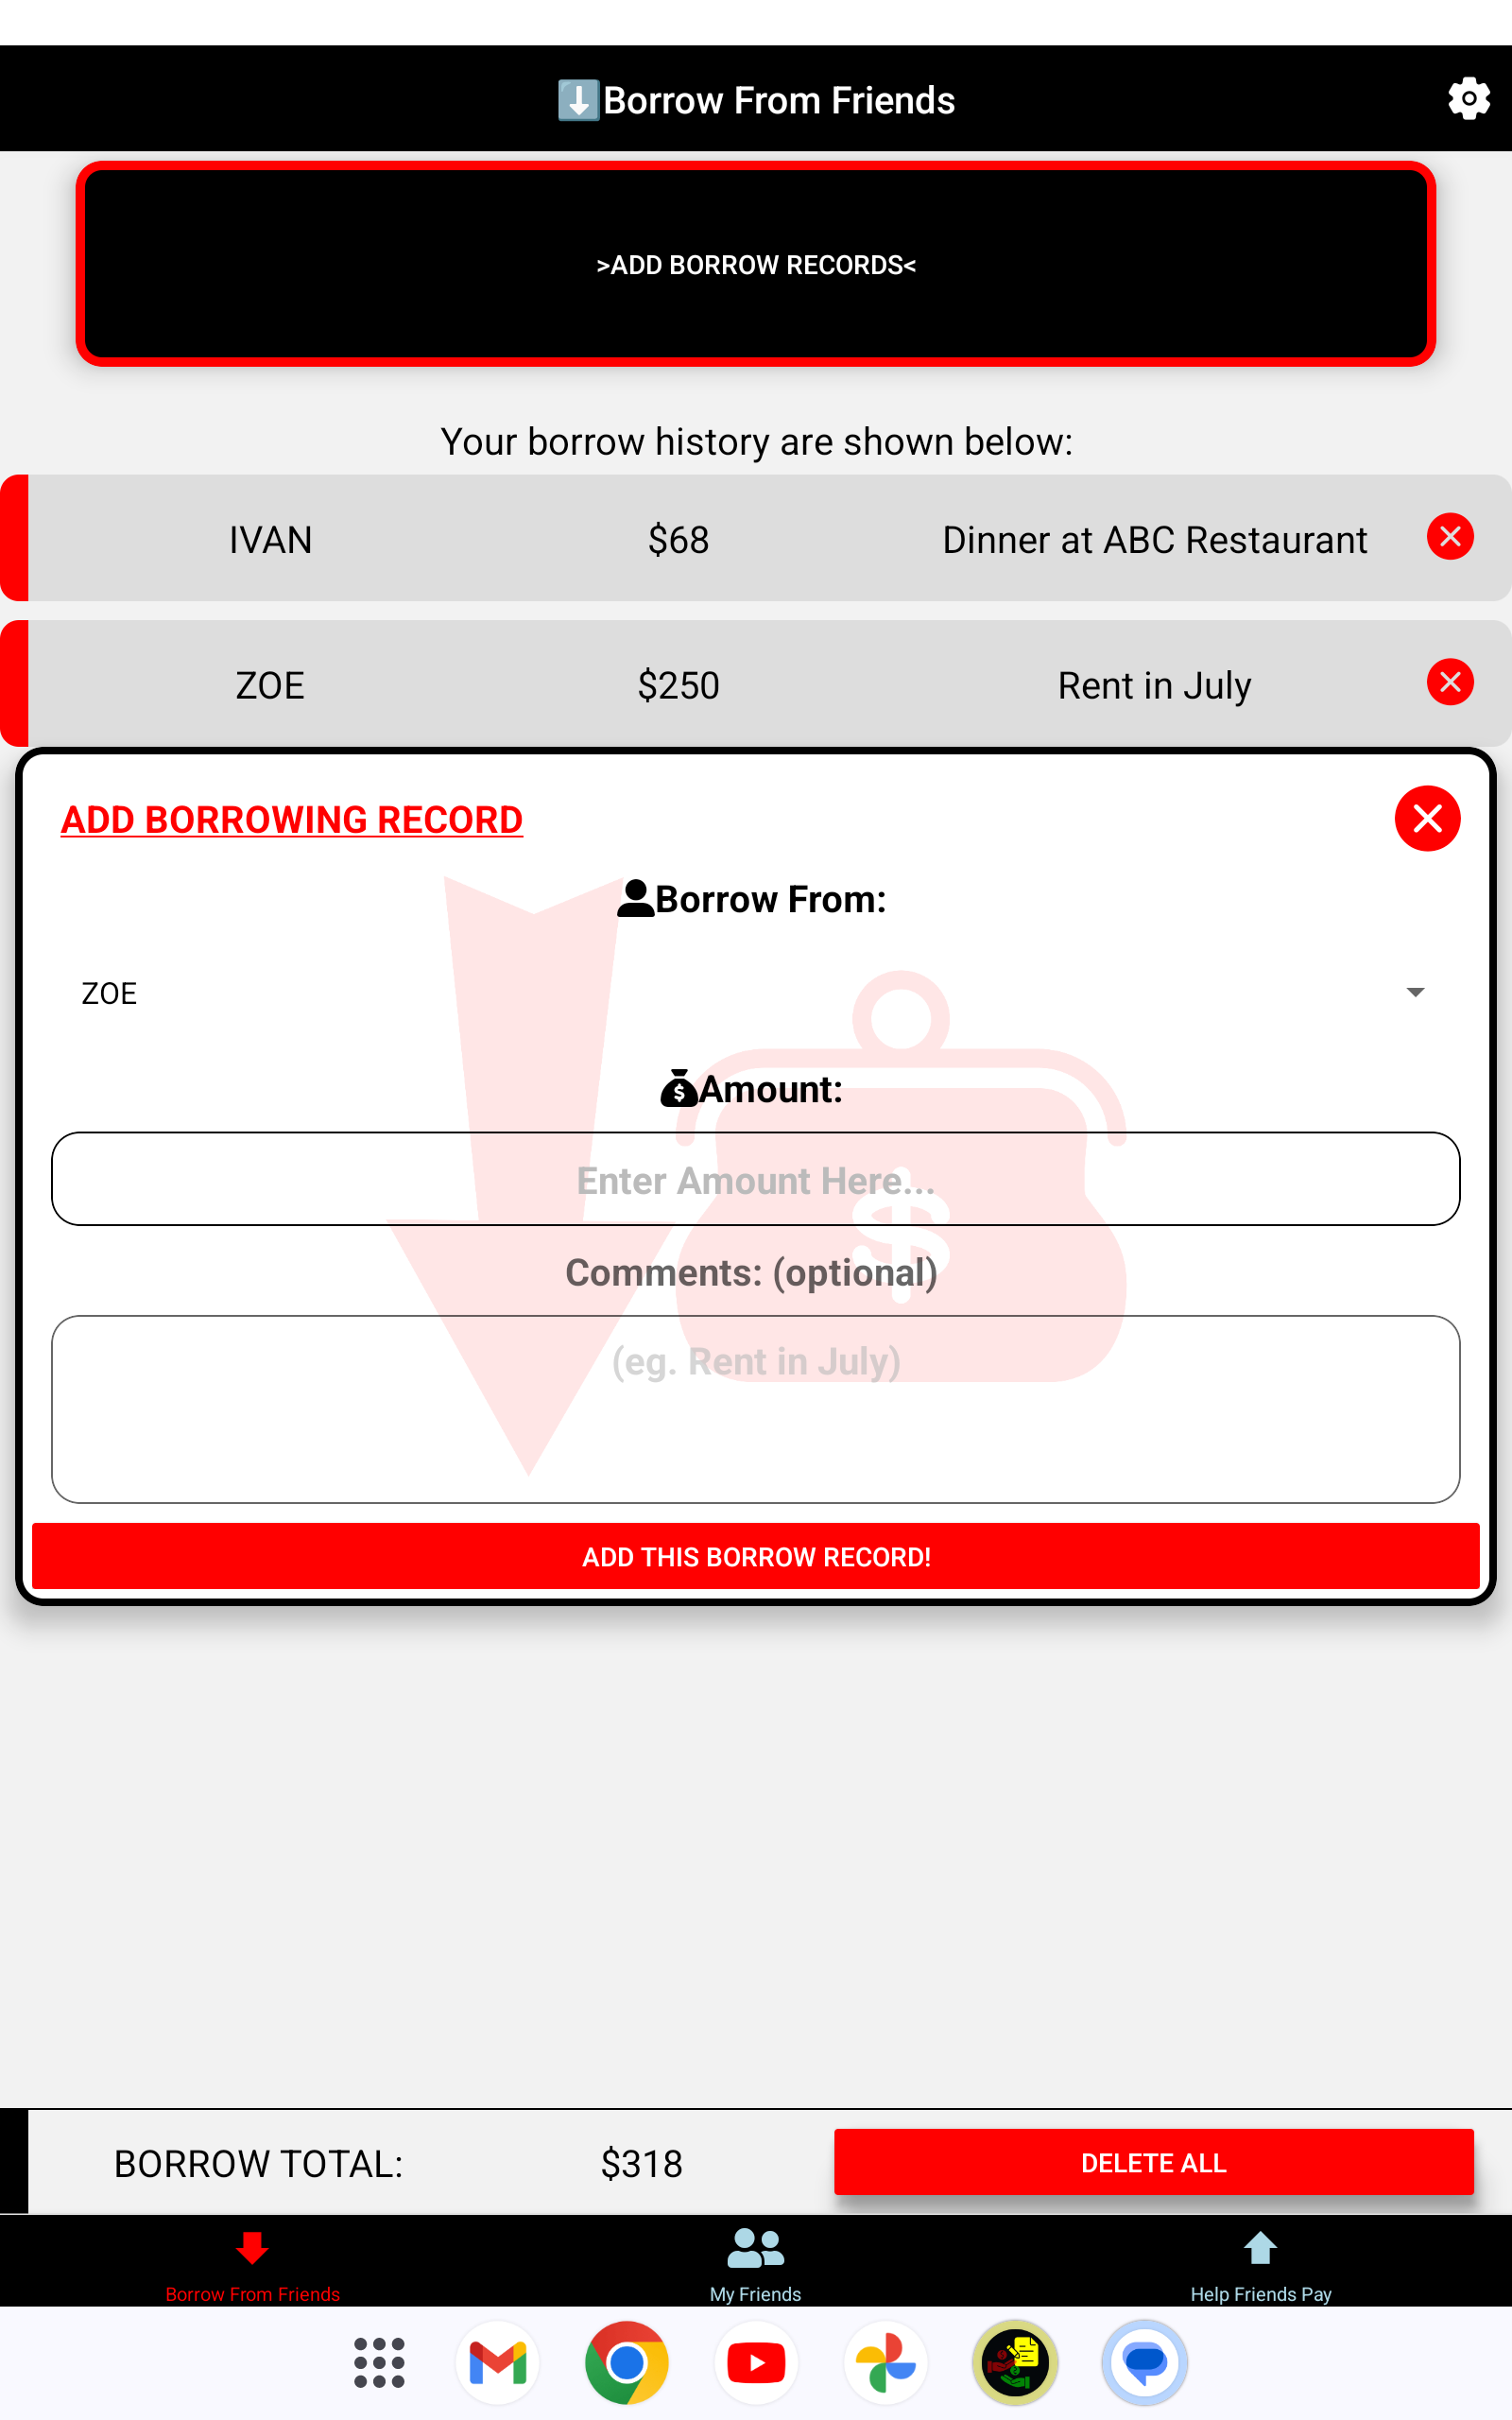 ⬇️Borrow From Friends
>ADD BORROW RECORDS<
Your borrow history are shown below:
IVAN $68 Dinner at ABC Restaurant
ZOE $250 Rent in July
ADD BORROWING RECORD
Borrow From:
ZOE
Amount:
Enter Amount Here...
Comments: (optional)
(eg. Rent in July)
ADD THIS BORROW RECORD!
BORROW TOTAL: $318 DELETE ALL
Borrow From Friends My Friends Help Friends Pay